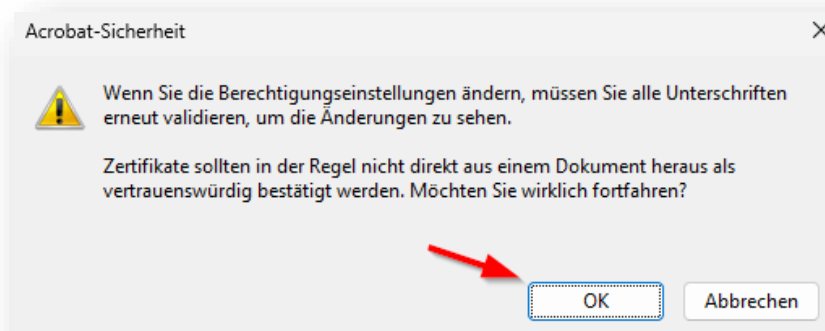 Acrobat-Sicherheit
Wenn Sie die Berechtigungseinstellungen ändern, müssen Sie alle Unterschriften
erneut validieren, um die Änderungen zu sehen.
Zertifikate sollten in der Regel nicht direkt aus einem Dokument heraus als
vertrauenswürdig bestätigt werden. Möchten Sie wirklich fortfahren?
OK
Abbrechen